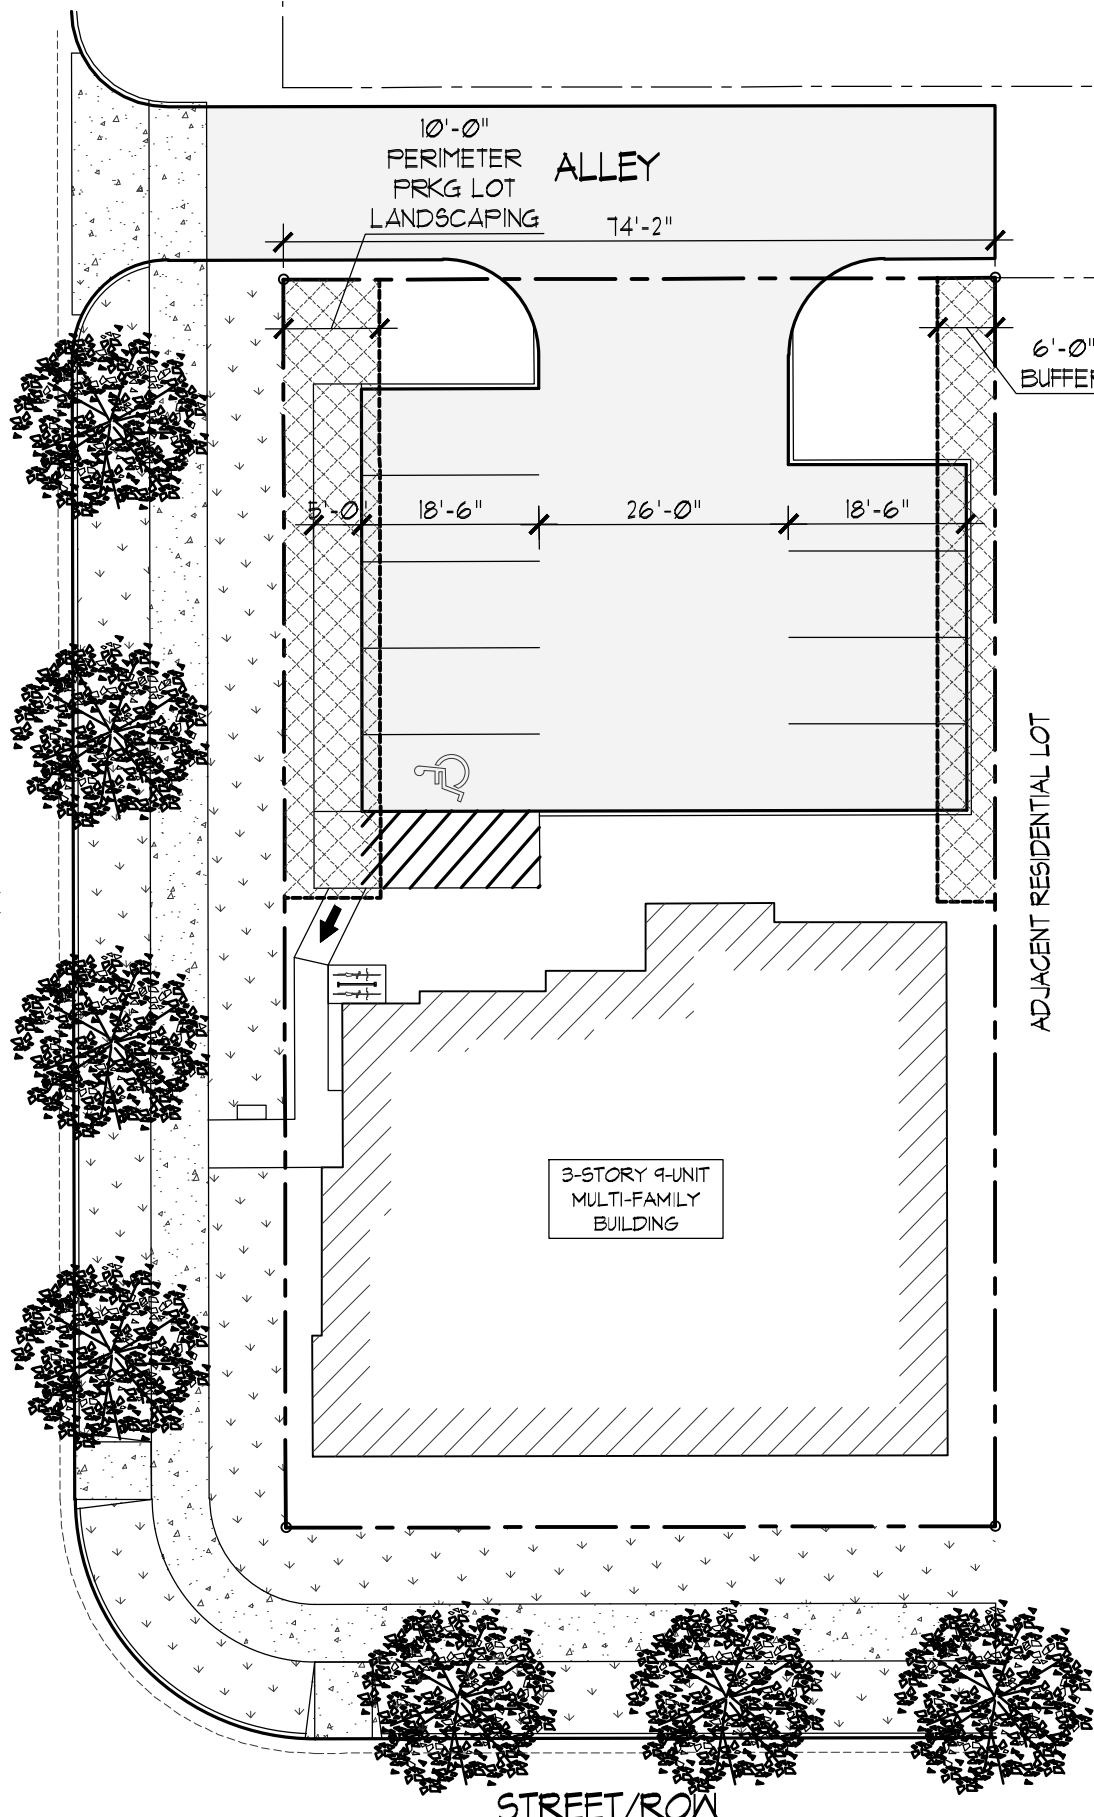 10'-0"
PERIMETER
PRKG LOT
LANDSCAPING
ALLEY
74'-2"
6'-0"
BUFFER
5'-0"
18'-6"
26'-0"
18'-6"
ADJACENT RESIDENTIAL LOT
3-STORY 9-UNIT
MULTI-FAMILY
BUILDING
STREET/ROW